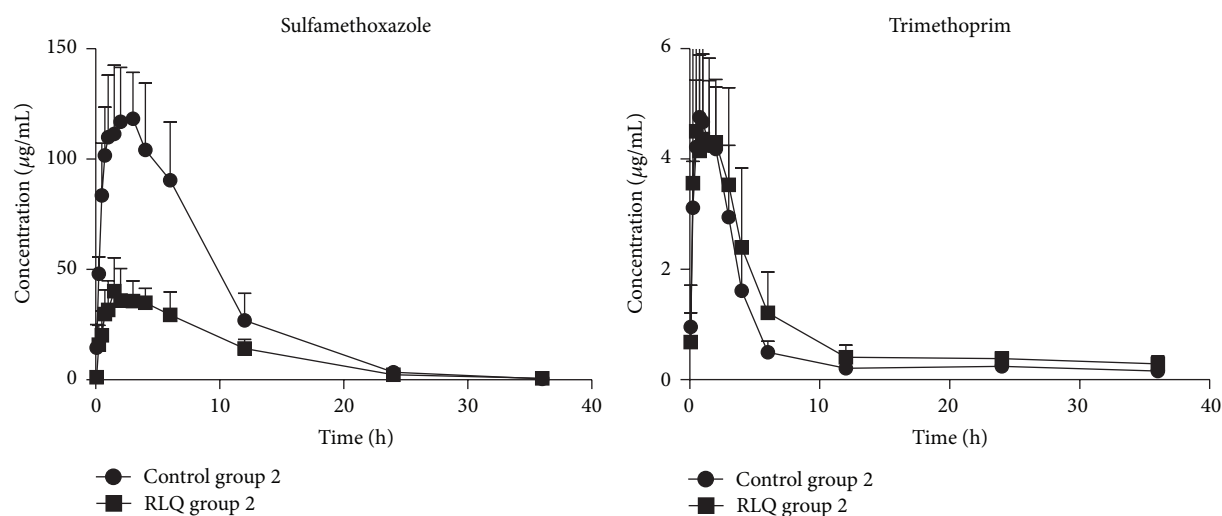 Sulfamethoxazole
150
100
50
0
Concentration (μg/mL)
0 10 20 30 40
Time (h)
Control group 2
RLQ group 2
Trimethoprim
6
4
2
0
Concentration (μg/mL)
0 10 20 30 40
Time (h)
Control group 2
RLQ group 2